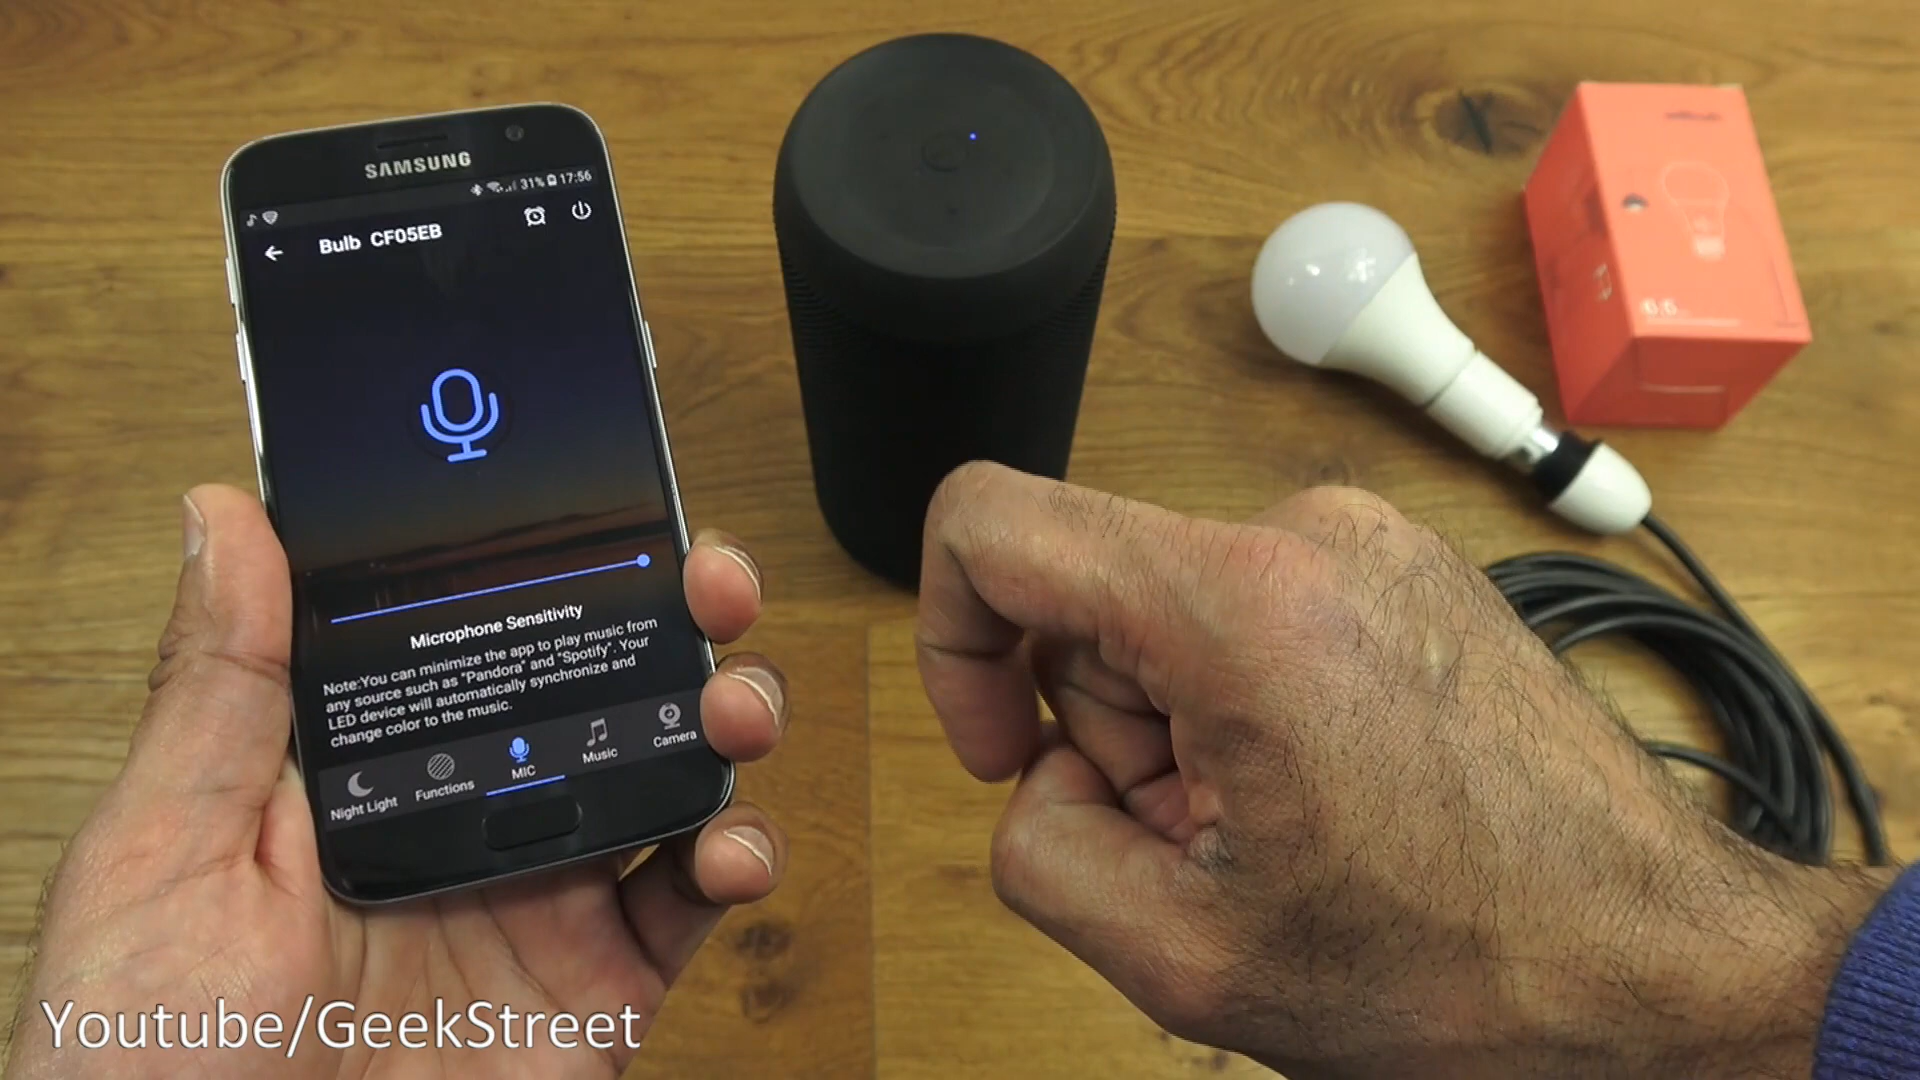 SAMSUNG
31% 17:56
Bulb CF05EB
Microphone Sensitivity
Note:You can minimize the app to play music from
any source such as "Pandora" and "Spotify". Your
LED device will automatically synchronize and
change color to the music.
Night Light
Functions
MIC
Music
Camera
Youtube/GeekStreet